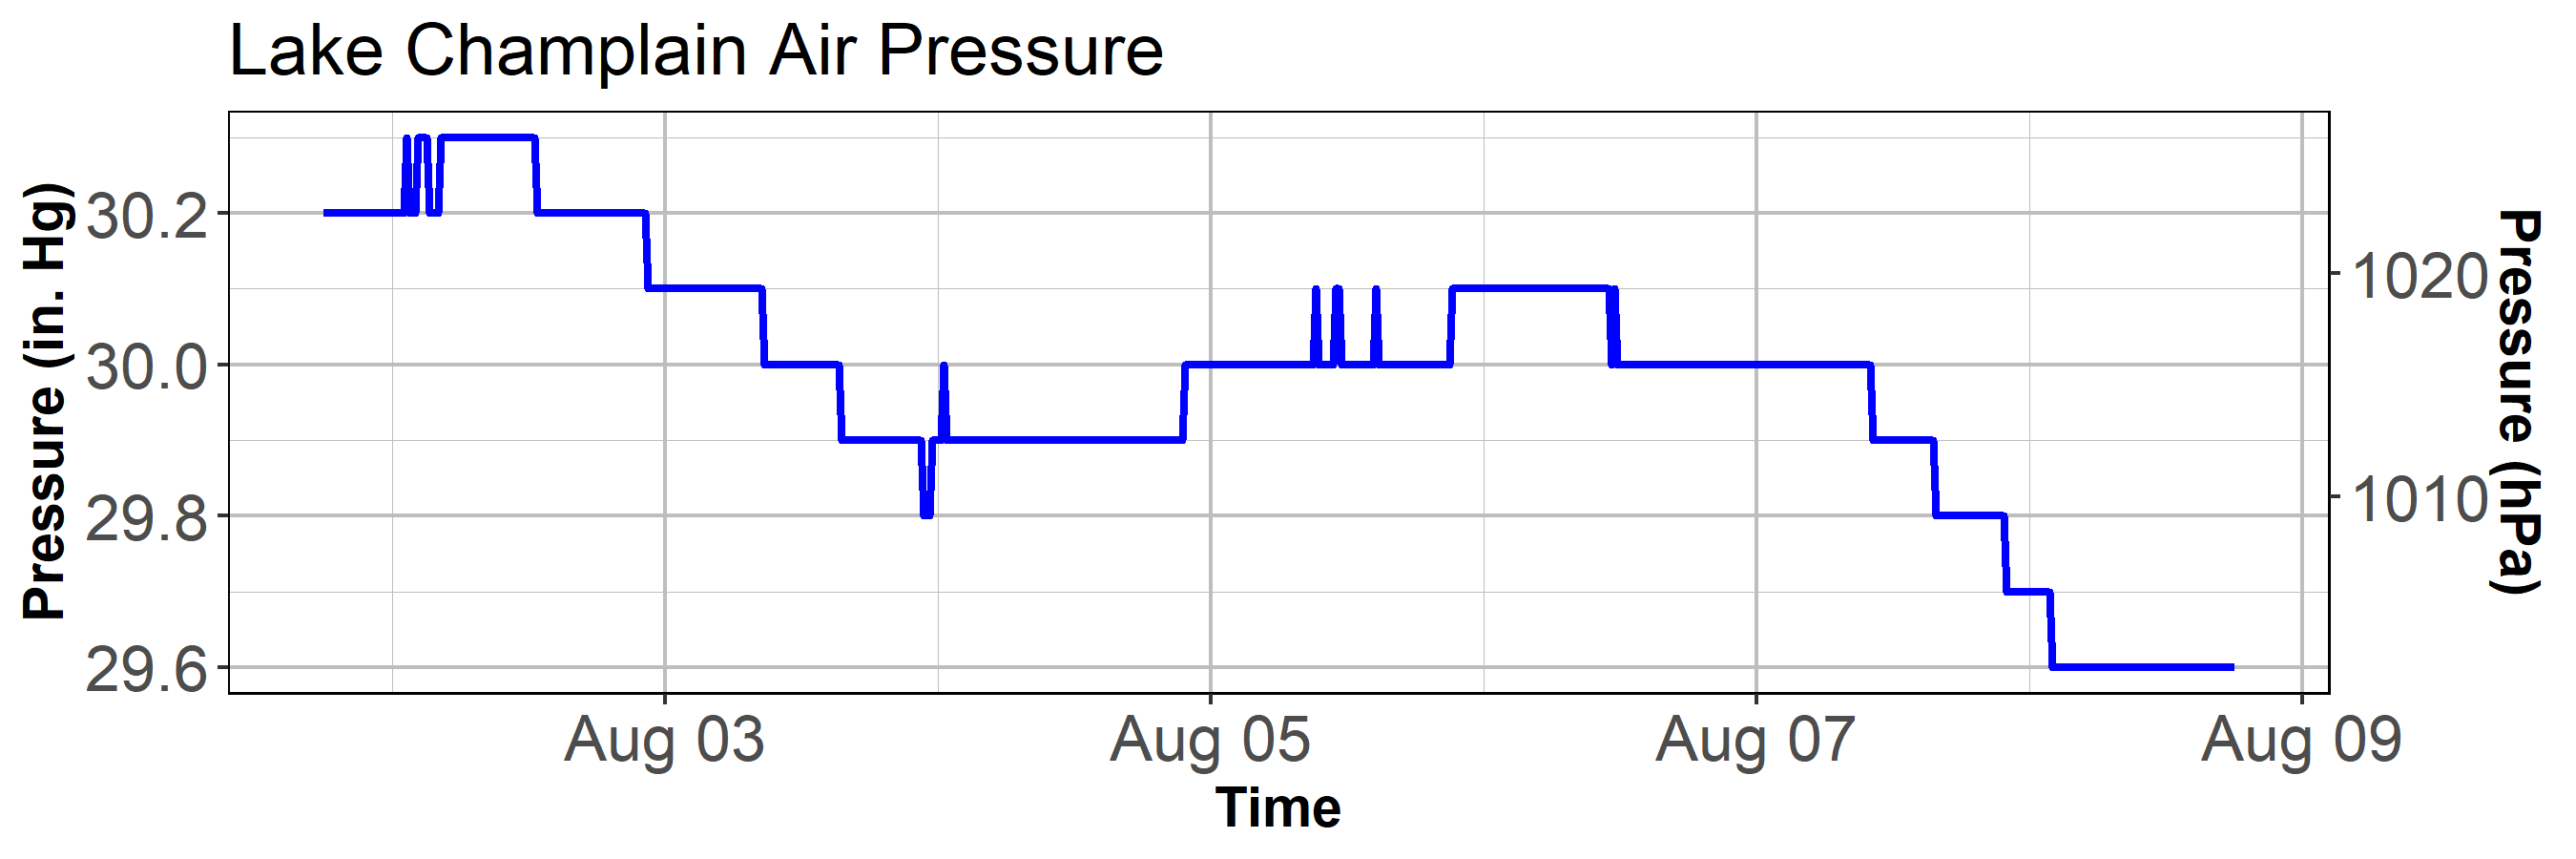 Lake Champlain Air Pressure
Pressure (in. Hg)
30.2
30.0
29.8
29.6
1020
1010
Pressure (hPa)
Aug 03 Aug 05 Aug 07 Aug 09
Time